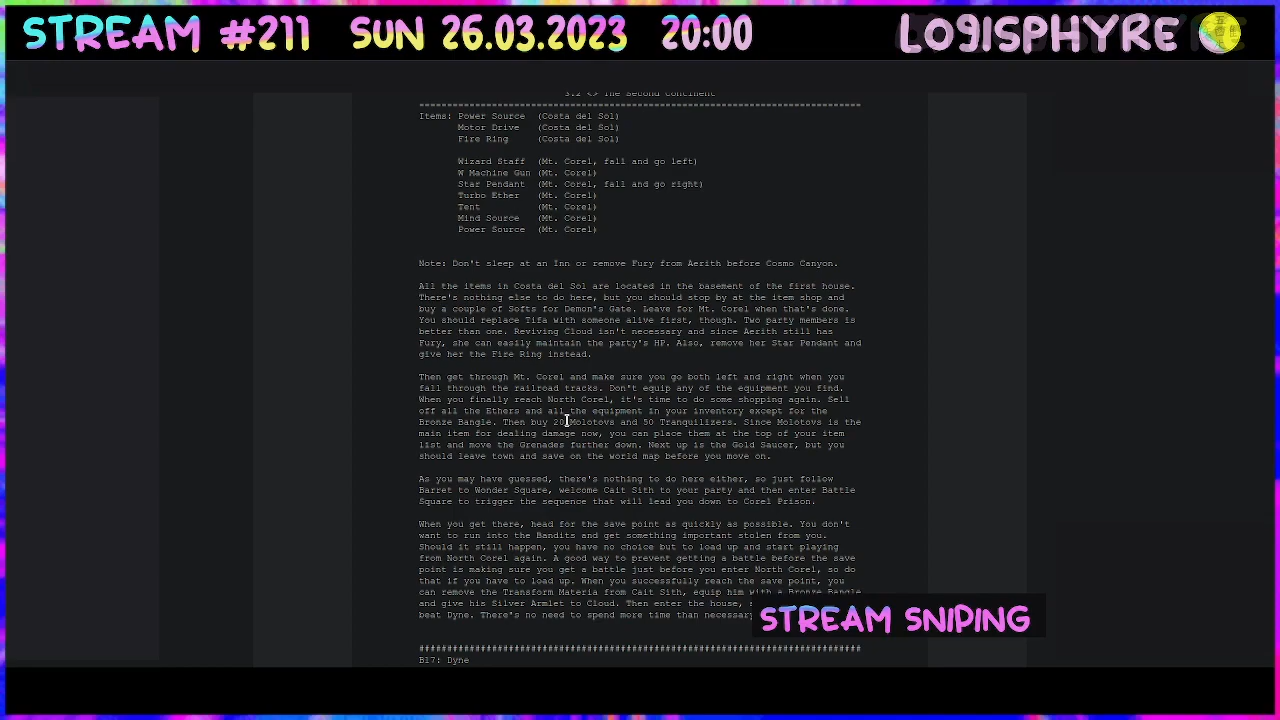 STREAM #211 SUN 26.03.2023 20:00 LO9ISPHYRE
3.2 <> The Second Continent
===============================================================================
Items: Power Source (Costa del Sol)
Motor Drive (Costa del Sol)
Fire Ring (Costa del Sol)
Wizard Staff (Mt. Corel, fall and go left)
W Machine Gun (Mt. Corel)
Star Pendant (Mt. Corel, fall and go right)
Turbo Ether (Mt. Corel)
Tent (Mt. Corel)
Mind Source (Mt. Corel)
Power Source (Mt. Corel)
Note: Don't sleep at an Inn or remove Fury from Aerith before Cosmo Canyon.
All the items in Costa del Sol are located in the basement of the first house.
There's nothing else to do here, but you should stop by at the item shop and
buy a couple of Softs for Demon's Gate. Leave for Mt. Corel when that's done.
You should replace Tifa with someone alive first, though. Two party members is
better than one. Reviving Cloud isn't necessary and since Aerith still has
Fury, she can easily maintain the party's HP. Also, remove her Star Pendant and
give her the Fire Ring instead.
Then get through Mt. Corel and make sure you go both left and right when you
fall through the railroad tracks. Don't equip any of the equipment you find.
When you finally reach North Corel, it's time to do some shopping again. Sell
off all the Ethers and all the equipment in your inventory except for the
Bronze Bangle. Then buy 20 Molotovs and 50 Tranquilizers. Since Molotovs is the
main item for dealing damage now, you can place them at the top of your item
list and move the Grenades further down. Next up is the Gold Saucer, but you
should leave town and save on the world map before you move on.
As you may have guessed, there's nothing to do here either, so just follow
Barret to Wonder Square, welcome Cait Sith to your party and then enter Battle
Square to trigger the sequence that will lead you down to Corel Prison.
When you get there, head for the save point as quickly as possible. You don't
want to run into the Bandits and get something important stolen from you.
Should it still happen, you have no choice but to load up and start playing
from North Corel again. A good way to prevent getting a battle before the save
point is making sure you get a battle just before you enter North Corel, so do
that if you have to load up. When you successfully reach the save point, you
can remove the Transform Materia from Cait Sith, equip him with a Bronze Bangle
and give his Silver Armlet to Cloud. Then enter the house,
beat Dyne. There's no need to spend more time than necessary
STREAM SNIPING
###############################################################################
B17: Dyne